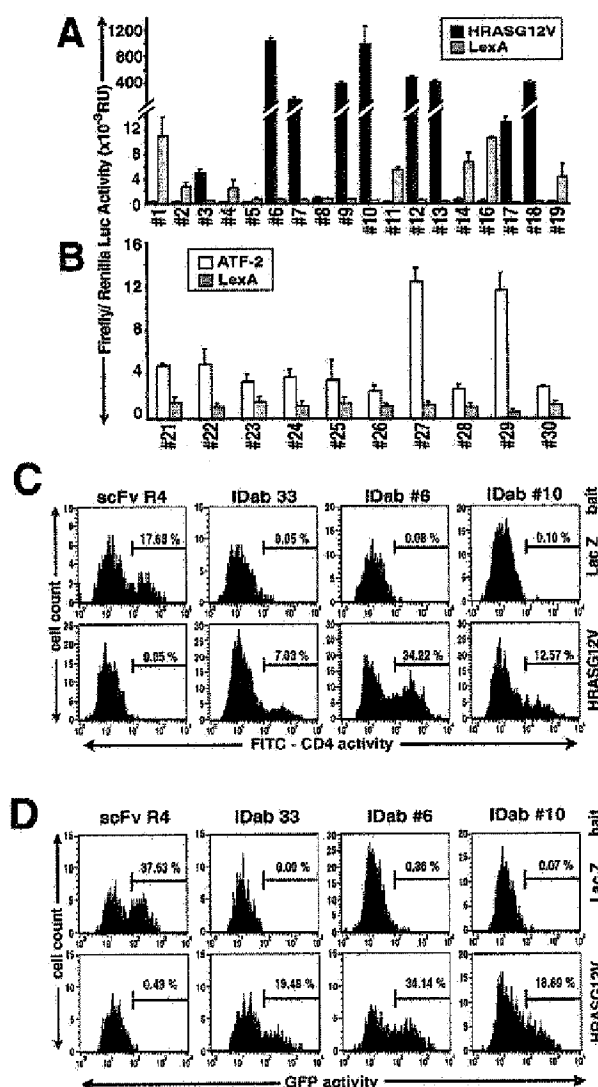 A
HRASG12V
LexA
1200
800
400
12
8
4
0
#1 #2 #3 #4 #5 #6 #7 #8 #9 #10 #11 #12 #13 #14 #16 #17 #18 #19
Firefly/ Renilla Luc Activity (x10⁻³RU)
B
ATF-2
LexA
16
12
8
4
0
#21 #22 #23 #24 #25 #26 #27 #28 #29 #30
C
scFv R4 IDab 33 IDab #6 IDab #10 bait
17.68 % 0.05 % 0.08 % 0.10 % Lac Z
cell count
0.05 % 7.03 % 34.22 % 12.57 % HRASG12V
FITC - CD4 activity
D
scFv R4 IDab 33 IDab #6 IDab #10 bait
37.53 % 0.09 % 0.36 % 0.07 % Lac Z
cell count
0.43 % 19.48 % 34.14 % 18.69 % HRASG12V
GFP activity